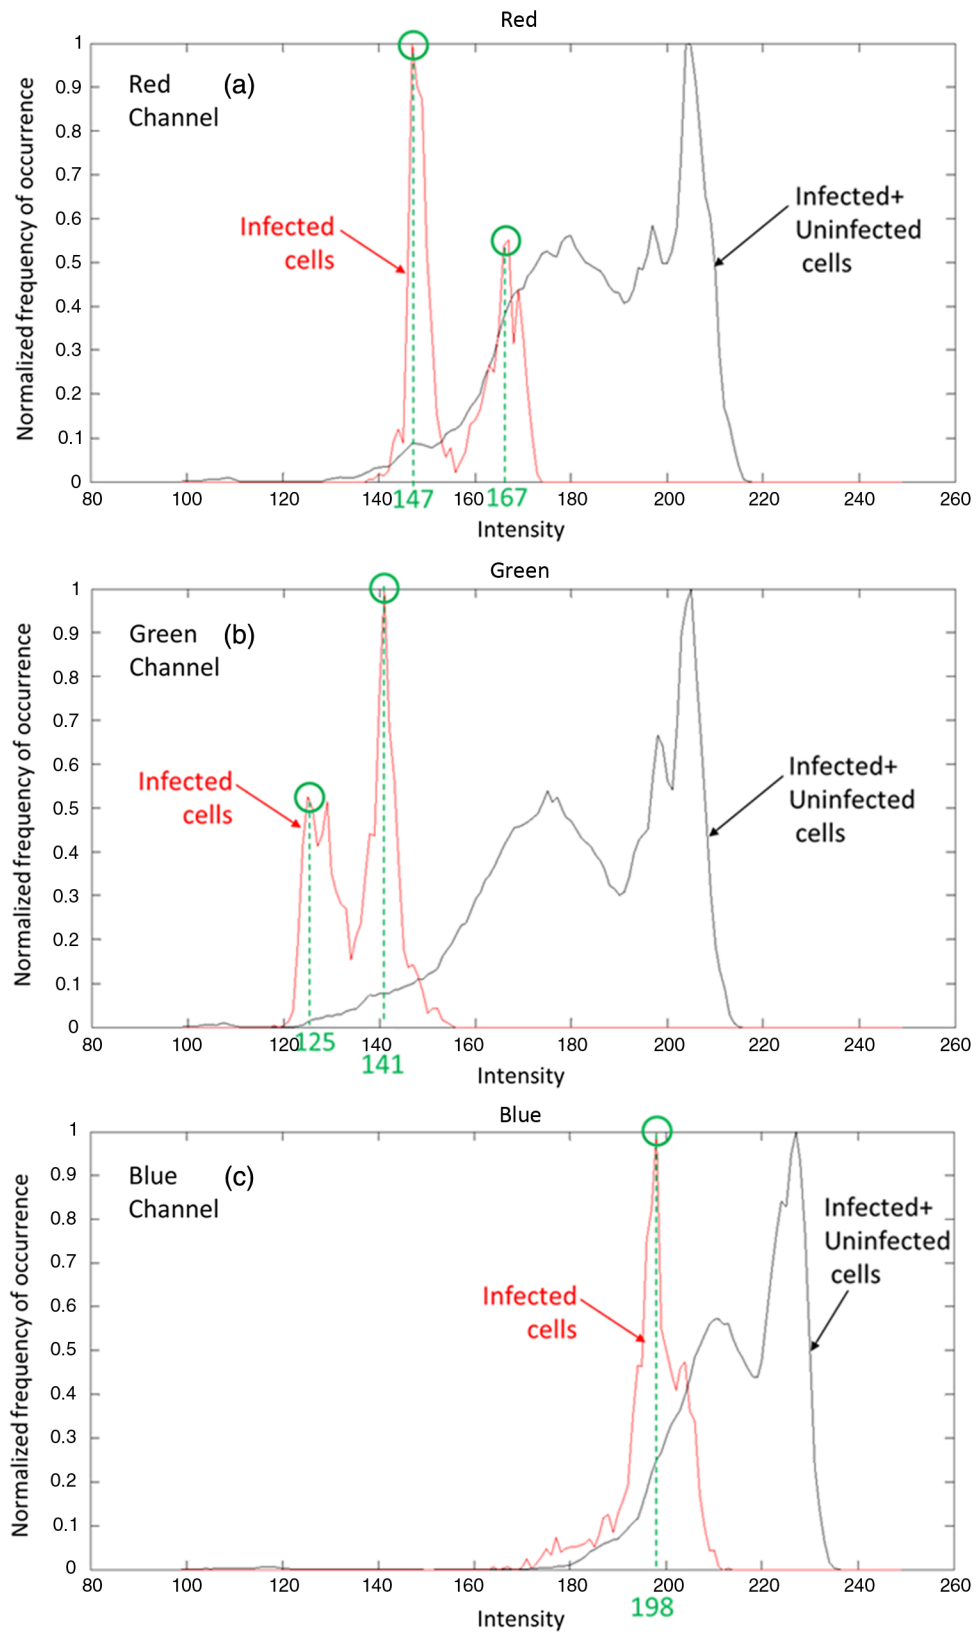 Red
Normalized frequency of occurrence
1
0.9
0.8
0.7
0.6
0.5
0.4
0.3
0.2
0.1
0
Red (a)
Channel
Infected
cells
Infected+
Uninfected
cells
80 100 120 140 160 180 200 220 240 260
147 167
Intensity
Green
Normalized frequency of occurrence
1
0.9
0.8
0.7
0.6
0.5
0.4
0.3
0.2
0.1
0
Green (b)
Channel
Infected
cells
Infected+
Uninfected
cells
80 100 120 140 160 180 200 220 240 260
125
141
Intensity
Blue
Normalized frequency of occurrence
1
0.9
0.8
0.7
0.6
0.5
0.4
0.3
0.2
0.1
0
Blue (c)
Channel
Infected
cells
Infected+
Uninfected
cells
80 100 120 140 160 180 200 220 240 260
198
Intensity